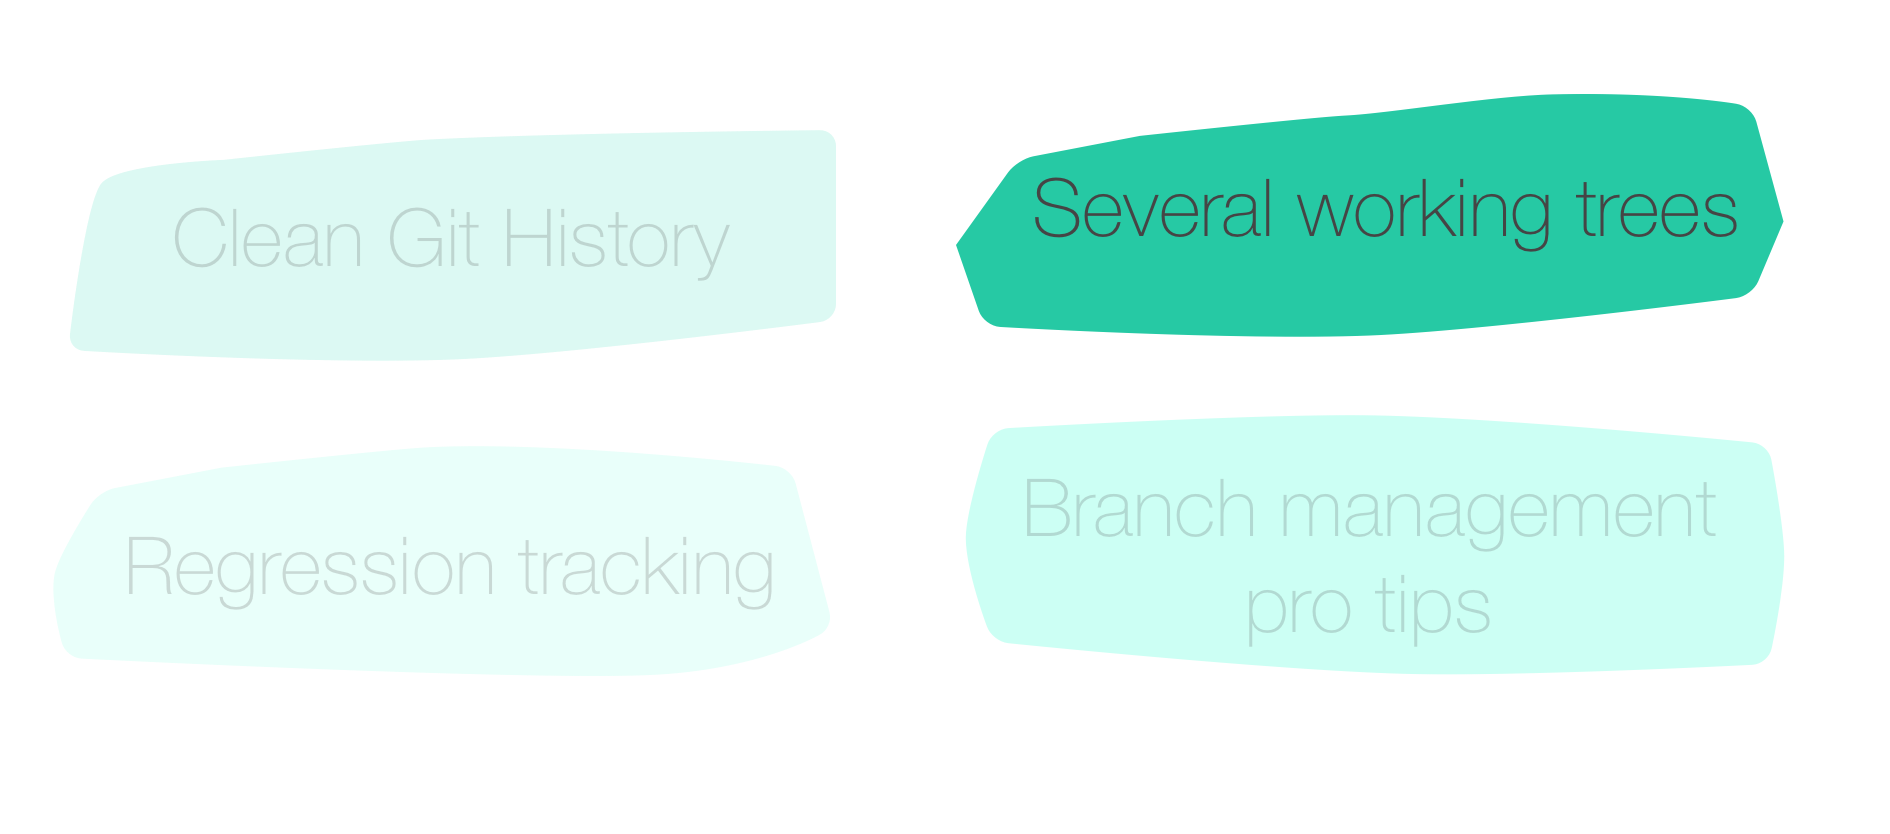 Clean Git History
Several working trees
Regression tracking
Branch management
pro tips